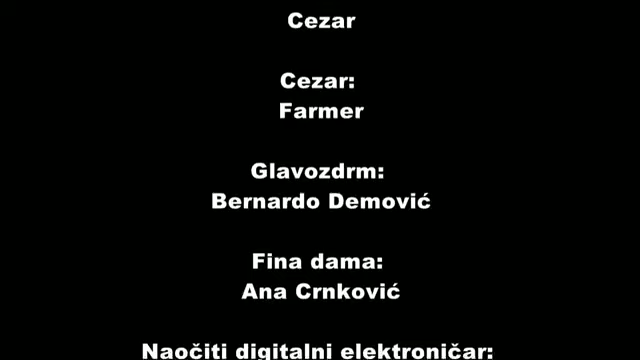 Cezar
Cezar:
Farmer
Glavozdrm:
Bernardo Demović
Fina dama:
Ana Crnković
Naočiti digitalni elektroničar: